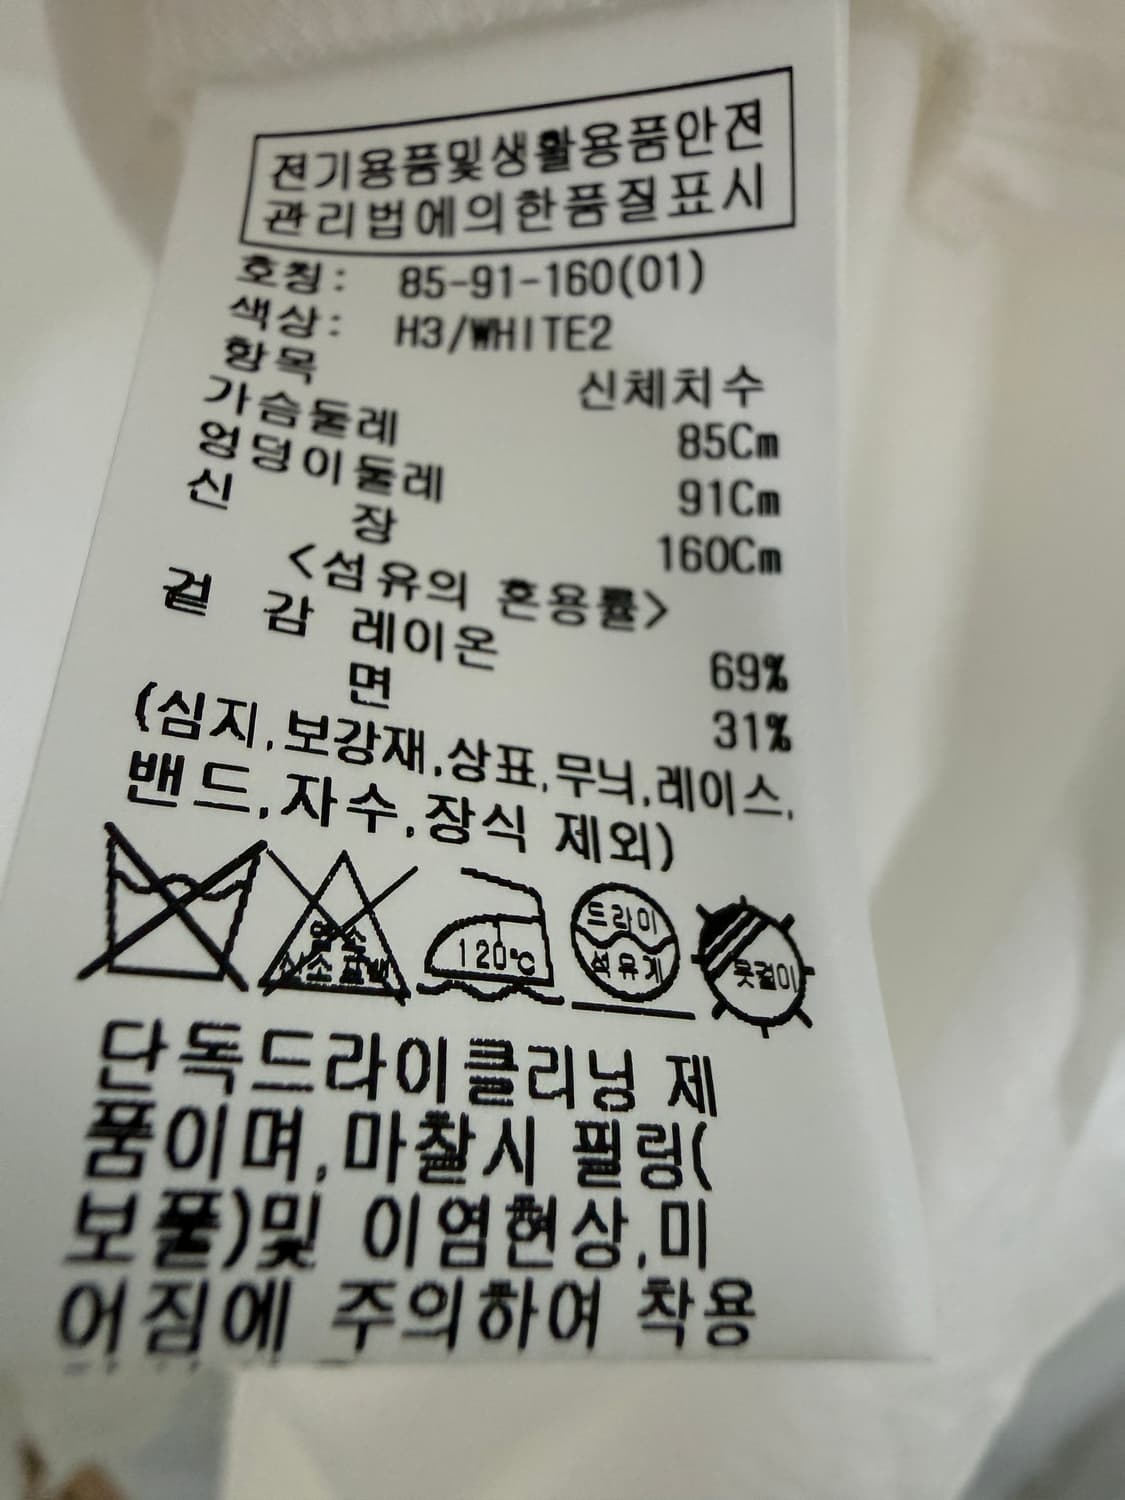 전기용품및생활용품안전
관리법에의한품질표시
호칭: 85-91-160(01)
색상: H3/WHITE2
항목 신체치수
가슴둘레 85Cm
엉덩이둘레 91Cm
신 장 160Cm
<섬유의 혼용률>
겉 감 레이온 69%
면 31%
(심지,보강재,상표,무늬,레이스,
밴드,자수,장식 제외)
염소
산소 표백
120℃
드라이
석유계
옷걸이
단독드라이클리닝 제
품이며,마찰시 필링(
보풀)및 이염현상,미
어짐에 주의하여 착용